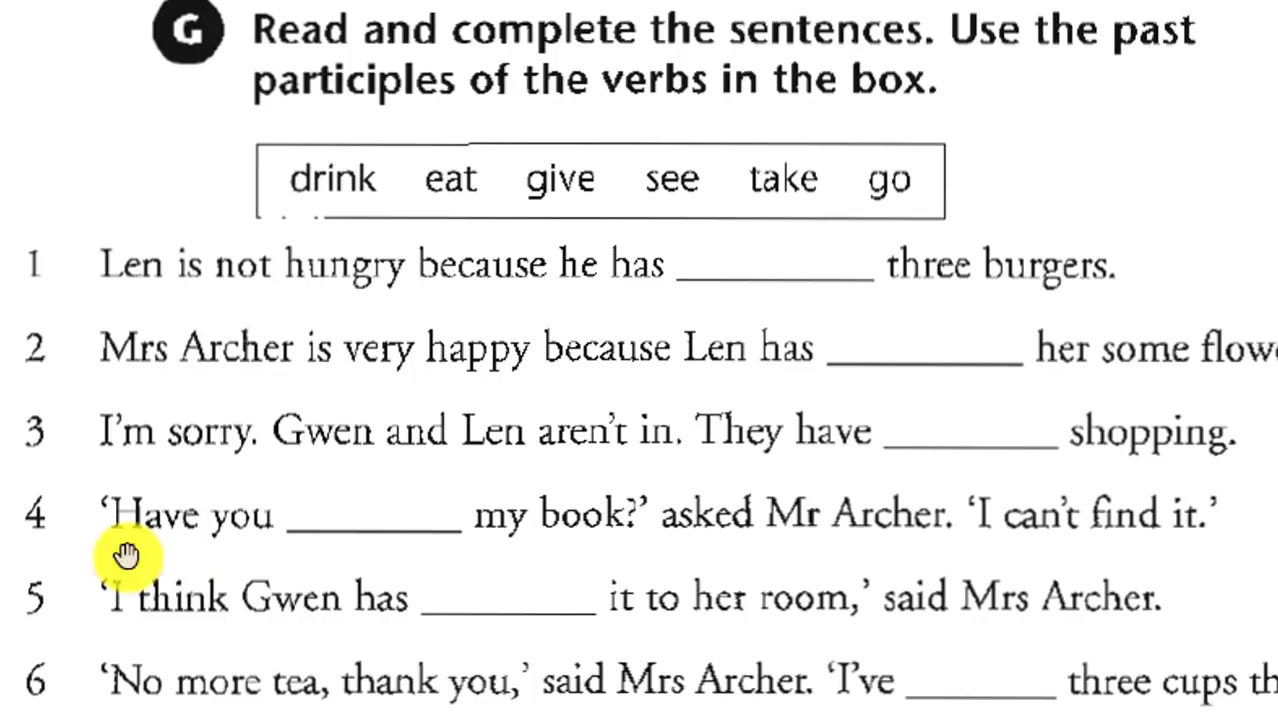 G Read and complete the sentences. Use the past
participles of the verbs in the box.
drink eat give see take go
1 Len is not hungry because he has __________ three burgers.
2 Mrs Archer is very happy because Len has __________ her some
3 I'm sorry. Gwen and Len aren't in. They have _________ shopping.
4 ‘Have you _________ my book?’ asked Mr Archer. ‘I can't find it.’
5 ‘I think Gwen has _________ it to her room,’ said Mrs Archer.
6 ‘No more tea, thank you,’ said Mrs Archer. ‘I've ________ three cups